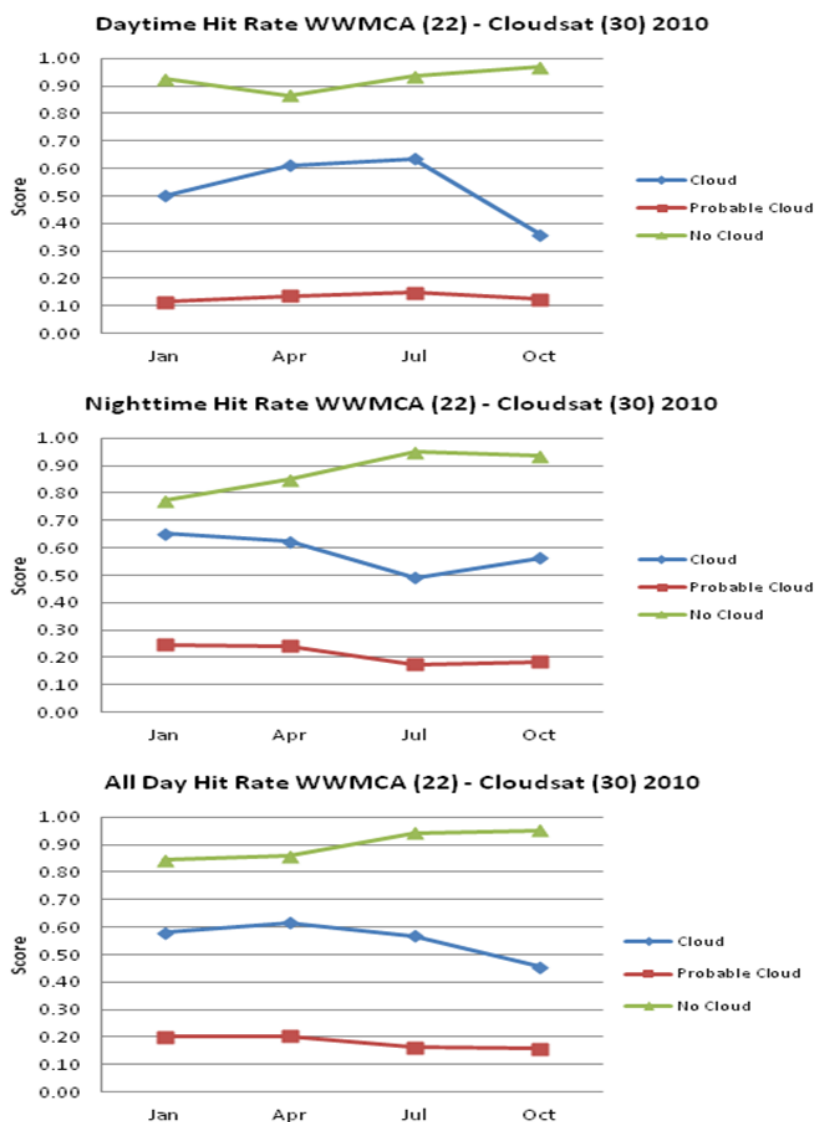 Daytime Hit Rate WWMCA (22) - Cloudsat (30) 2010
1.00
0.90
0.80
0.70
0.60
0.50
0.40
0.30
0.20
0.10
0.00
Score
Jan Apr Jul Oct
Cloud
Probable Cloud
No Cloud
Nighttime Hit Rate WWMCA (22) - Cloudsat (30) 2010
1.00
0.90
0.80
0.70
0.60
0.50
0.40
0.30
0.20
0.10
0.00
Score
Jan Apr Jul Oct
Cloud
Probable Cloud
No Cloud
All Day Hit Rate WWMCA (22) - Cloudsat (30) 2010
1.00
0.90
0.80
0.70
0.60
0.50
0.40
0.30
0.20
0.10
0.00
Score
Jan Apr Jul Oct
Cloud
Probable Cloud
No Cloud